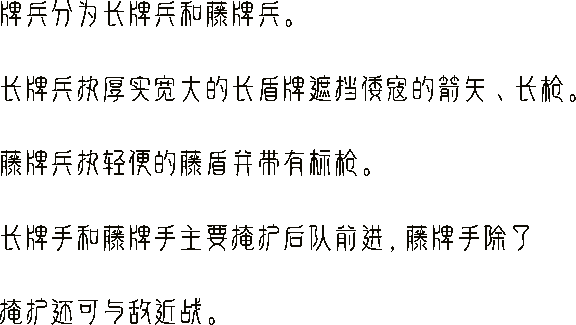 牌兵分为长牌兵和藤牌兵。
长牌兵执厚实宽大的长盾牌遮挡倭寇的箭矢、长枪。
藤牌兵执轻便的藤盾并带有标枪。
长牌手和藤牌手主要掩护后队前进,藤牌手除了
掩护还可与敌近战。